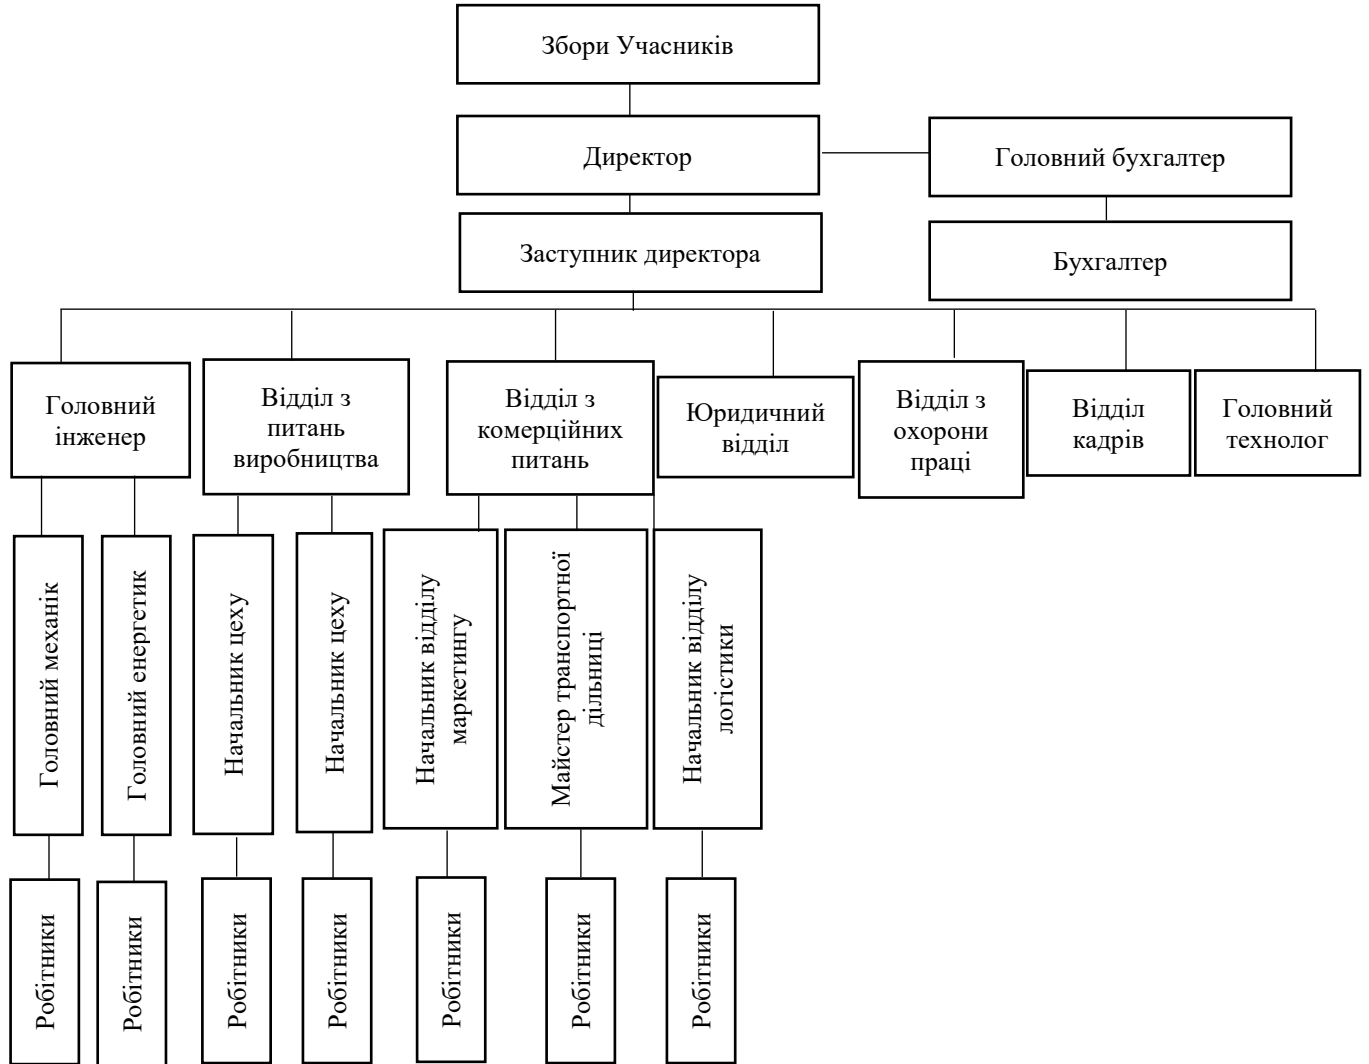 Збори Учасників
Директор
Головний бухгалтер
Заступник директора
Бухгалтер
Головний
інженер
Відділ з
питань
виробництва
Відділ з
комерційних
питань
Юридичний
відділ
Відділ з
охорони
праці
Відділ
кадрів
Головний
технолог
Головний механік
Головний енергетик
Начальник цеху
Начальник цеху
Начальник відділу
маркетингу
Майстер транспортної
дільниці
Начальник відділу
логістики
Робітники
Робітники
Робітники
Робітники
Робітники
Робітники
Робітники